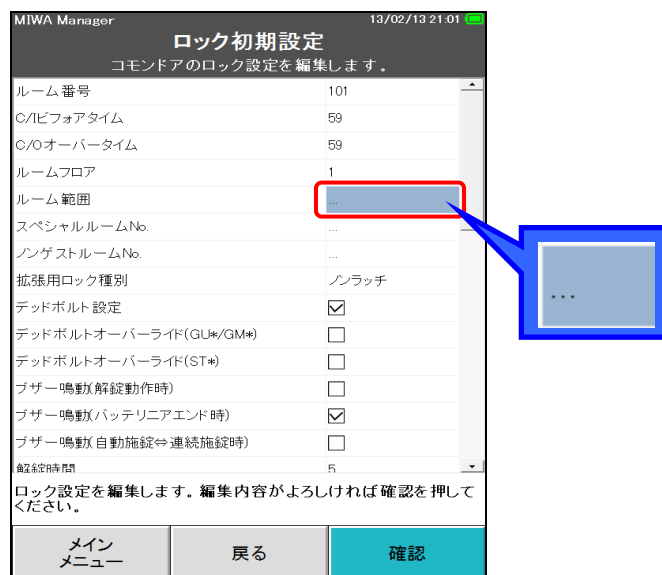 MIWA Manager 13/02/13 21:01
ロック初期設定
コモンドアのロック設定を編集します.
ルーム番号 101
C/Iビフォアタイム 59
C/Oオーバータイム 59
ルームフロア 1
ルーム範囲 ...
スペシャルルームNo. ...
ノンゲストルームNo. ...
拡張用ロック種別 ノンラッチ
デッドボルト設定
デッドボルトオーバーライド(GU*/GM*)
デッドボルトオーバーライド(ST*)
ブザー鳴動(解錠動作時)
ブザー鳴動(バッテリニアエンド時)
ブザー鳴動(自動施錠⇔連続施錠時)
解錠時間 5
ロック設定を編集します. 編集内容がよろしければ確認を押して
ください.
メイン
メニュー
戻る
確認
...